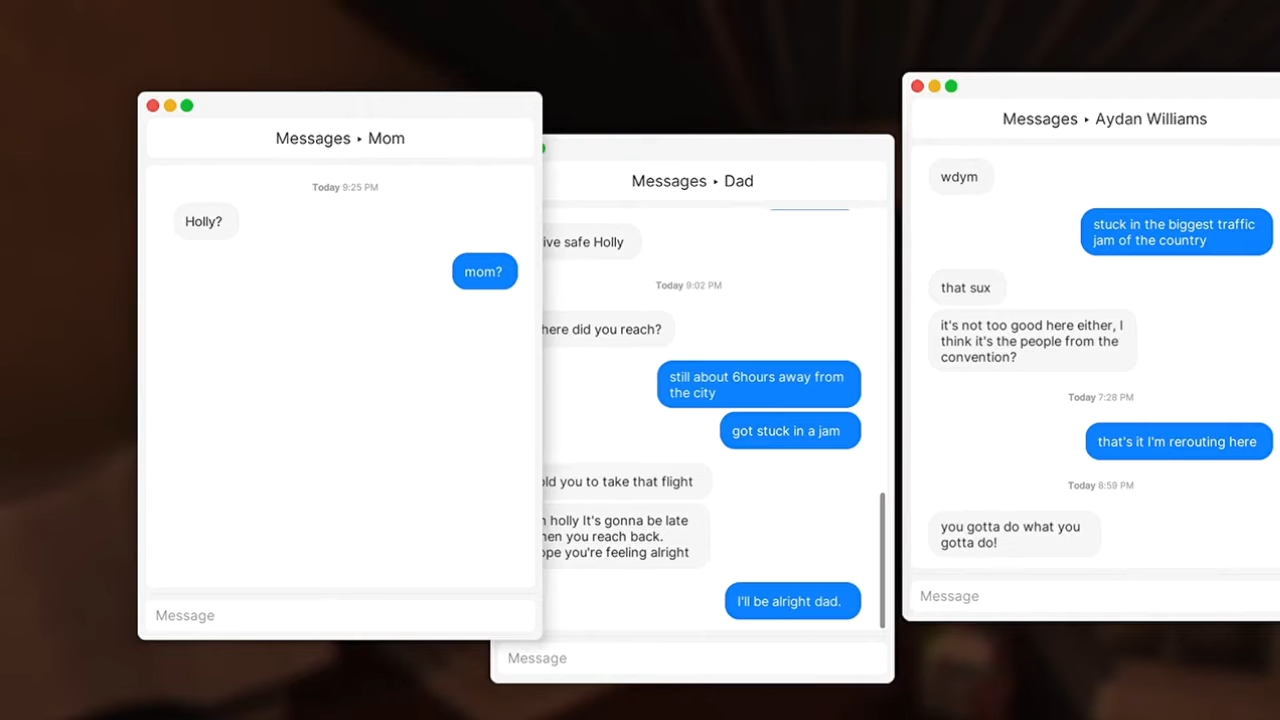 Messages ▸ Mom
Today 9:25 PM
Holly?
mom?
Message
Messages ▸ Dad
safe Holly
Today 9:02 PM
did you reach?
still about 6hours away from
the city
got stuck in a jam
you to take that flight
holly It's gonna be late
you reach back.
you're feeling alright
I'll be alright dad.
Message
Messages ▸ Aydan Williams
wdym
stuck in the biggest traffic
jam of the country
that sux
it's not too good here either, I
think it's the people from the
convention?
Today 7:28 PM
that's it I'm rerouting here
Today 8:59 PM
you gotta do what you
gotta do!
Message